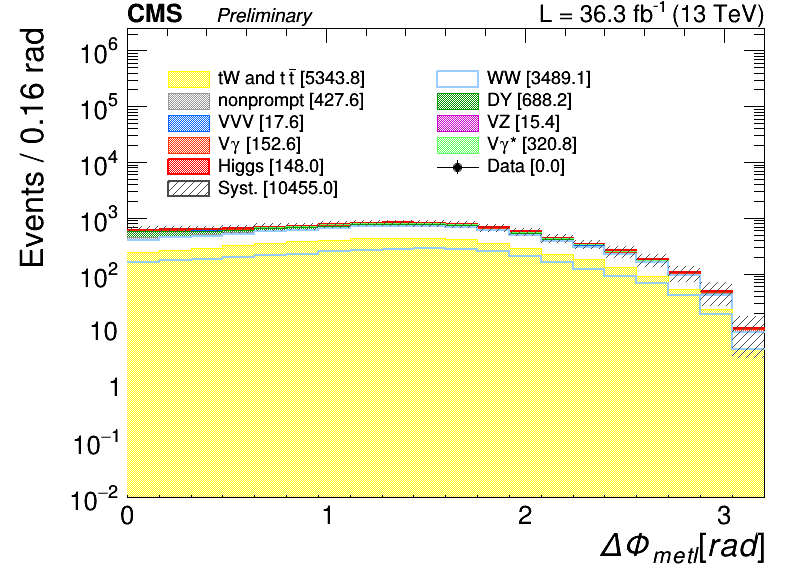 CMS Preliminary L = 36.3 fb⁻¹ (13 TeV)
Events / 0.16 rad
10⁶
10⁵
10⁴
10³
10²
10
1
10⁻¹
10⁻²
tW and tt̅ [5343.8]
nonprompt [427.6]
VVV [17.6]
Vγ [152.6]
Higgs [148.0]
Syst. [10455.0]
WW [3489.1]
DY [688.2]
VZ [15.4]
Vγ* [320.8]
Data [0.0]
0 1 2 3
ΔΦmetl[rad]